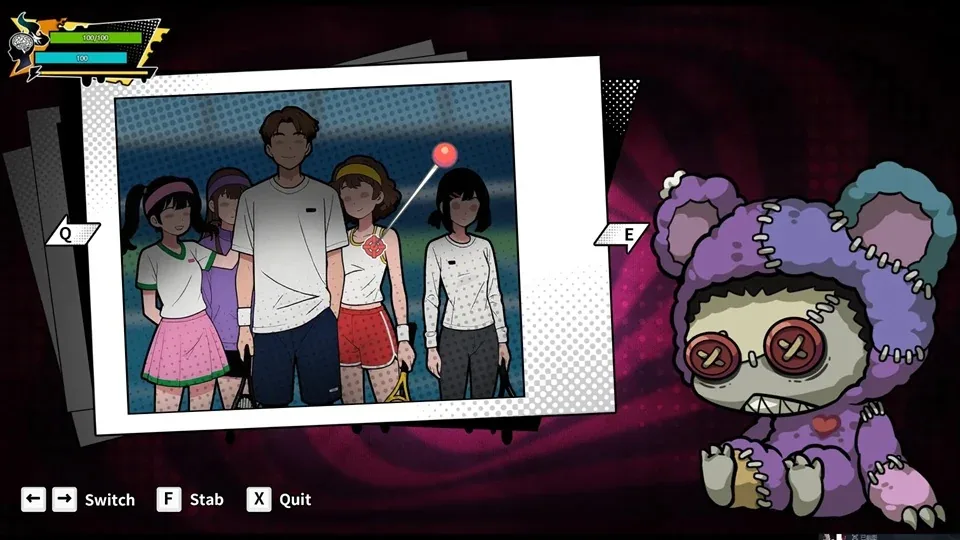 100/100
100
Q
E
← → Switch
F Stab
X Quit